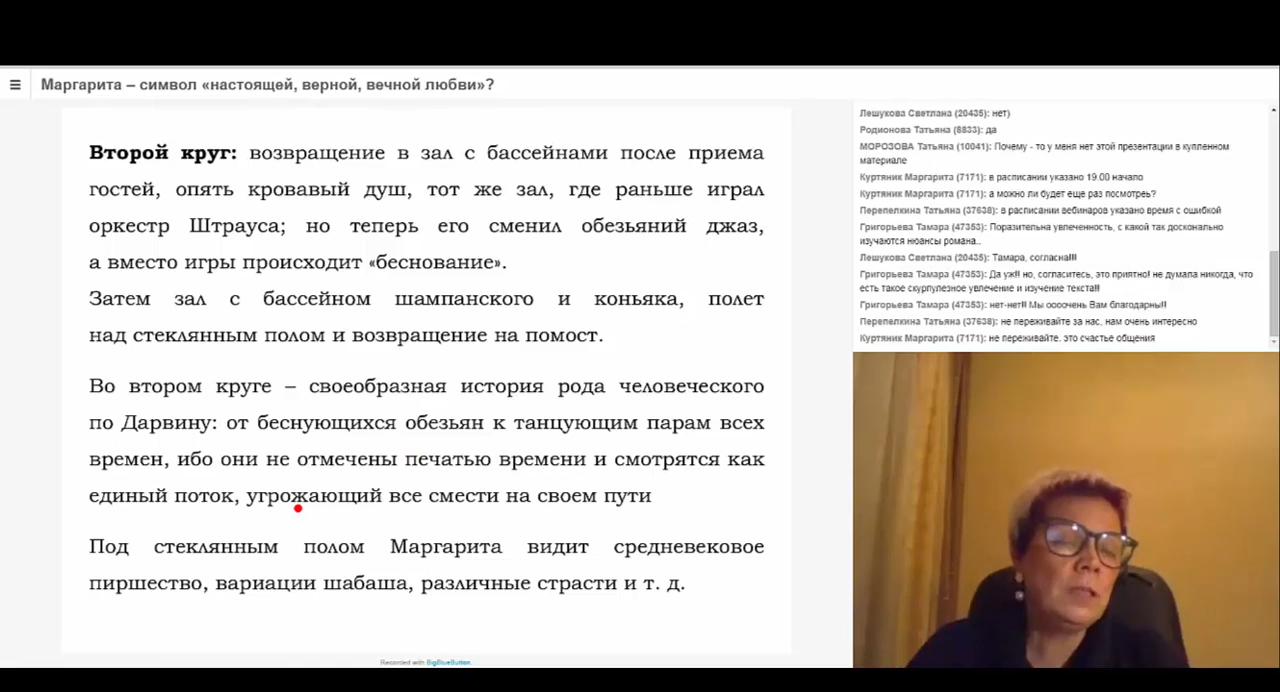 Маргарита – символ «настоящей, верной, вечной любви»?
Второй круг: возвращение в зал с бассейнами после приема
гостей, опять кровавый душ, тот же зал, где раньше играл
оркестр Штрауса; но теперь его сменил обезьяний джаз,
а вместо игры происходит «беснование».
Затем зал с бассейном шампанского и коньяка, полет
над стеклянным полом и возвращение на помост.
Во втором круге – своеобразная история рода человеческого
по Дарвину: от беснующихся обезьян к танцующим парам всех
времен, ибо они не отмечены печатью времени и смотрятся как
единый поток, угрожающий все смести на своем пути
Под стеклянным полом Маргарита видит средневековое
пиршество, вариации шабаша, различные страсти и т. д.
Recorded with BigBlueButton.
Лешукова Светлана (20435): нет)
Родионова Татьяна (8833): да
МОРОЗОВА Татьяна (10041): Почему - то у меня нет этой презентации в купленном
материале
Куртяник Маргарита (7171): в расписании указано 19.00 начало
Куртяник Маргарита (7171): а можно ли будет еще раз посмотреь?
Перепелкина Татьяна (37638): в расписании вебинаров указано время с ошибкой
Григорьева Тамара (47353): Поразительна увлеченность, с какой так досконально
изучаются нюансы романа..
Лешукова Светлана (20435): Тамара, согласна!!!
Григорьева Тамара (47353): Да уж!! но, согласитесь, это приятно! не думала никогда, что
есть такое скурпулезное увлечение и изучение текста!!
Григорьева Тамара (47353): нет-нет!! Мы оооочень Вам благодарны!!
Перепелкина Татьяна (37638): не переживайте за нас, нам очень интересно
Куртяник Маргарита (7171): не переживайте. это счастье общения